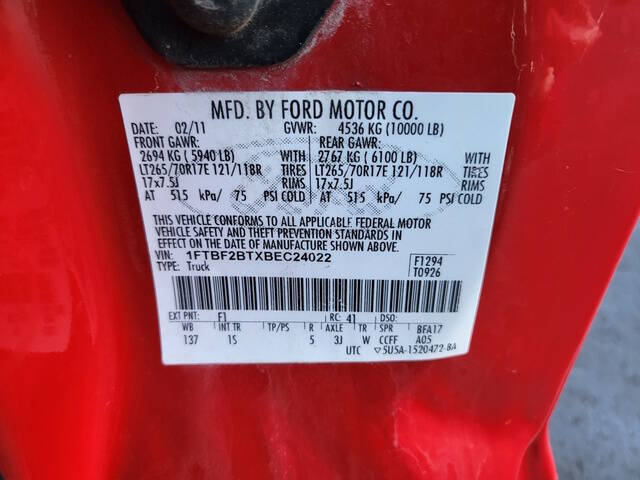 MFD. BY FORD MOTOR CO.
DATE: 02/11 GVWR: 4536 KG (10000 LB)
FRONT GAWR: REAR GAWR:
2694 KG ( 5940 LB) WITH 2767 KG ( 6100 LB) WITH
LT265/70R17E 121/118R TIRES LT265/70R17E 121/118R TIRES
17x7.5J RIMS 17x7.5J RIMS
AT 515 kPa/ 75 PSI COLD AT 515 kPa/ 75 PSI COLD
THIS VEHICLE CONFORMS TO ALL APPLICABLE FEDERAL MOTOR
VEHICLE SAFETY AND THEFT PREVENTION STANDARDS IN
EFFECT ON THE DATE OF MANUFACTURE SHOWN ABOVE.
VIN: 1FTBF2BTXBEC24022 F1294
TYPE: Truck T0926
EXT PNT: F1 RC: 41 DSO:
WB INT TR TP/PS R AXLE TR SPR BFA17
137 1S 5 3J W CCFF A05
UTC ▽5U5A-1520472-BA